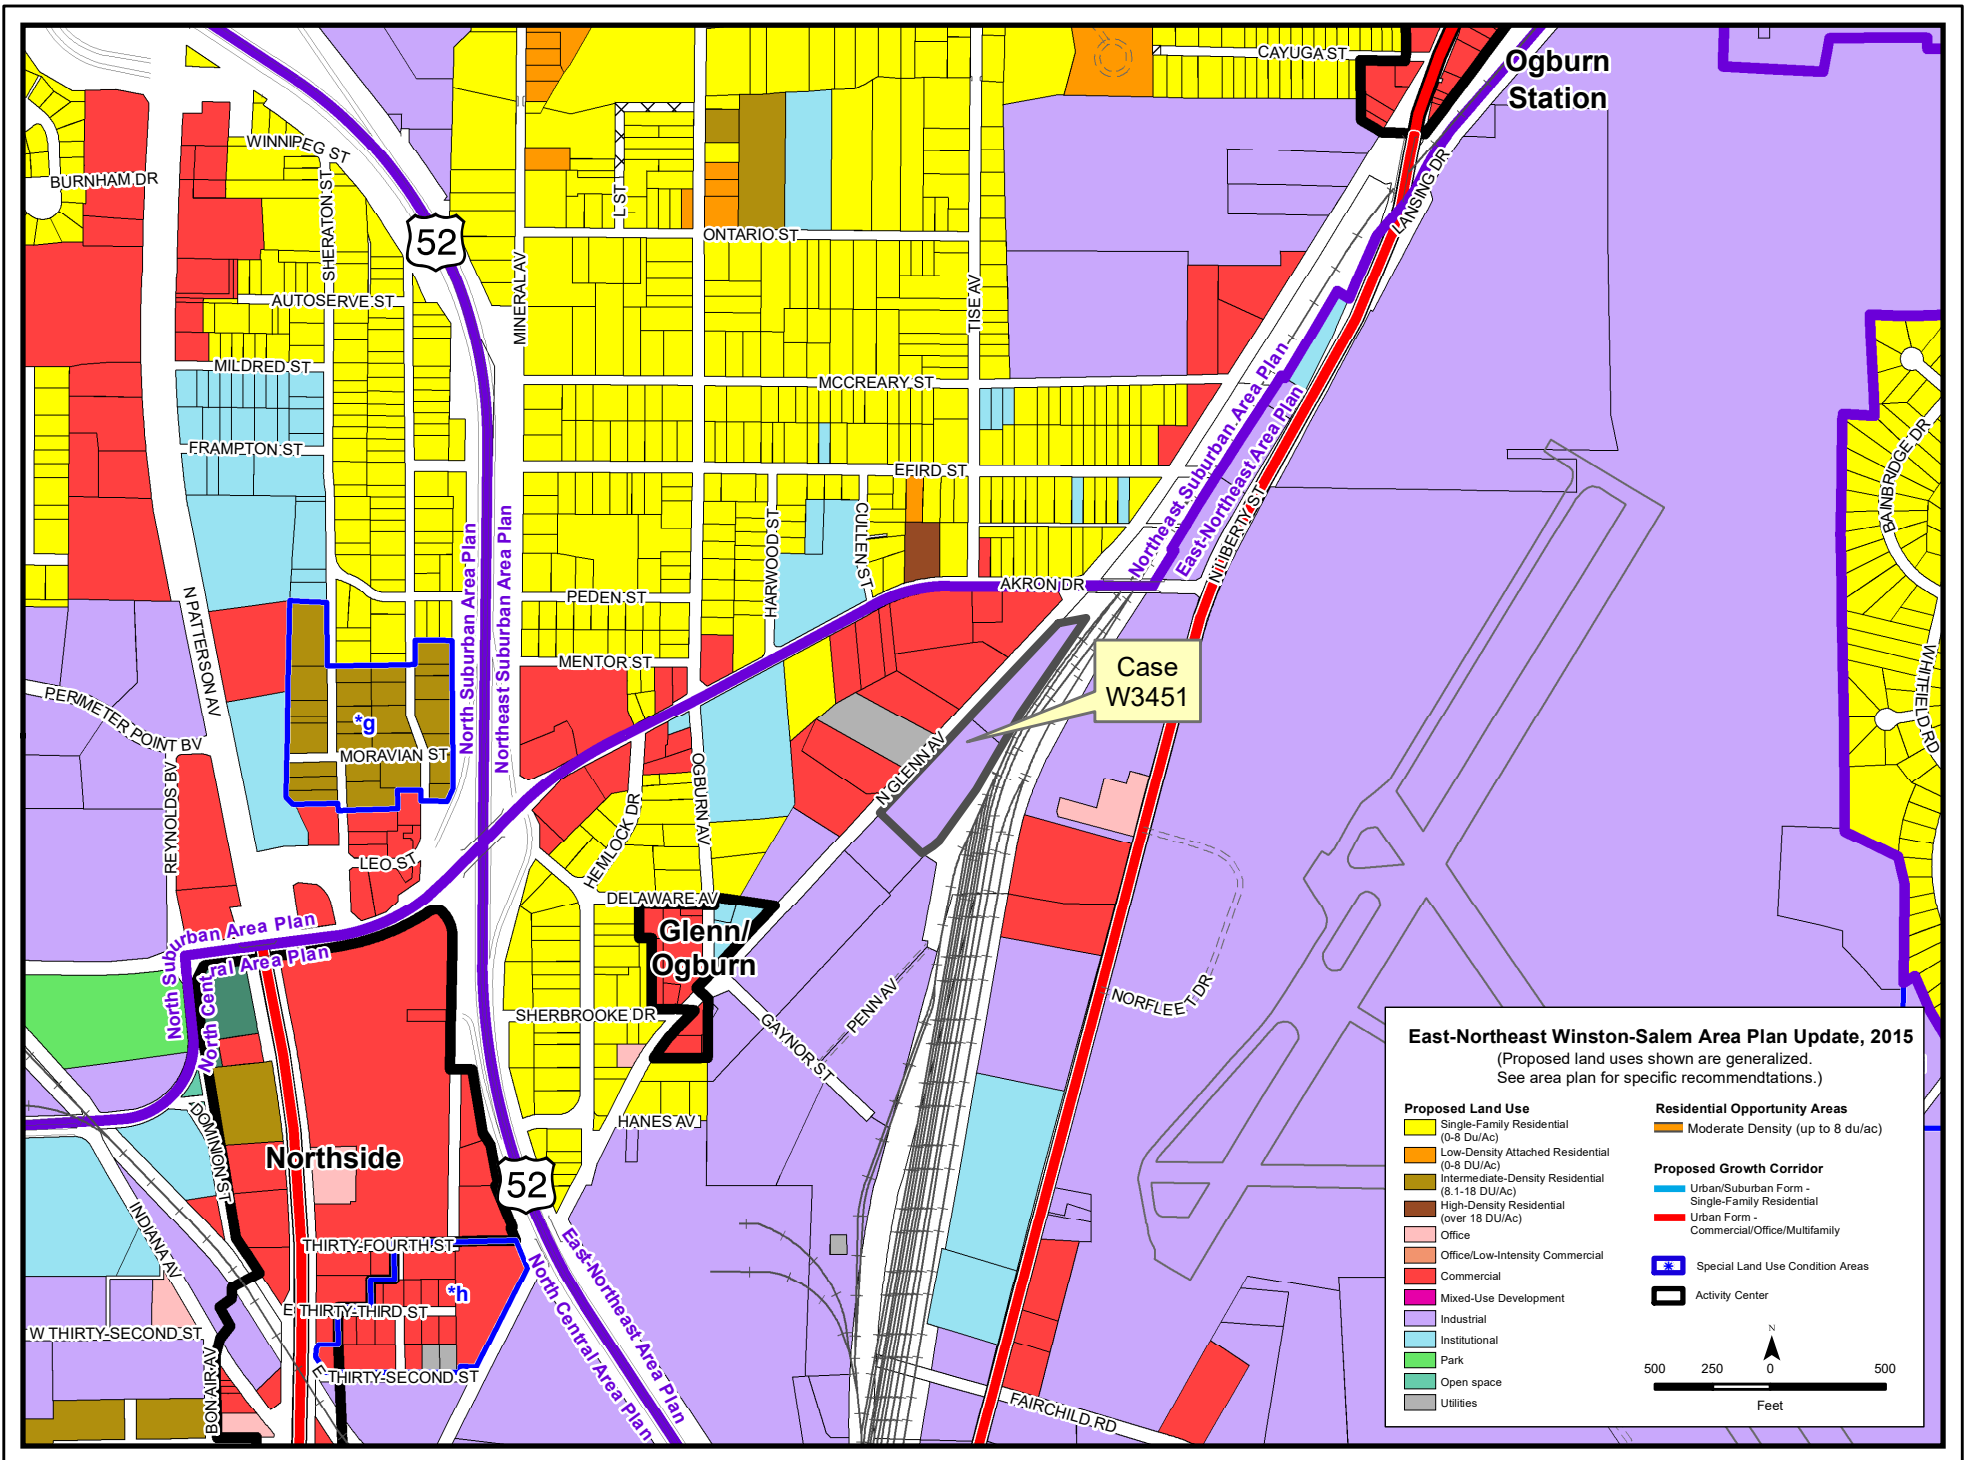 CAYUGA ST
Ogburn
Station
WINNIPEG ST
BURNHAM DR
SHERATON ST
L ST
LANSING DR
52
ONTARIO ST
MINERAL AV
TISE AV
AUTOSERVE ST
MILDRED ST
MCCREARY ST
Northeast Suburban Area Plan
East-Northeast Area Plan
FRAMPTON ST
EFIRD ST
BAINBRIDGE DR
North Suburban Area Plan
Northeast Suburban Area Plan
HARWOOD ST
CULLEN ST
N LIBERTY ST
AKRON DR
PEDEN ST
N PATTERSON AV
MENTOR ST
Case
W3451
WHITFIELD RD
PERIMETER POINT BV
*g
MORAVIAN ST
OGBURN AV
N GLENN AV
REYNOLDS BV
HEMLOCK DR
LEO ST
DELAWARE AV
Glenn/
Ogburn
North Suburban Area Plan
North Central Area Plan
PENN AV
NORFLEET DR
SHERBROOKE DR
GAYNOR ST
HANES AV
DOMINION ST
Northside
52
INDIANA AV
THIRTY-FOURTH ST
*h
E THIRTY-THIRD ST
W THIRTY-SECOND ST
E THIRTY-SECOND ST
BON AIR AV
East-Northeast Area Plan
North Central Area Plan
FAIRCHILD RD
East-Northeast Winston-Salem Area Plan Update, 2015
(Proposed land uses shown are generalized.
See area plan for specific recommendtations.)
Proposed Land Use
Single-Family Residential
(0-8 Du/Ac)
Low-Density Attached Residential
(0-8 DU/Ac)
Intermediate-Density Residential
(8.1-18 DU/Ac)
High-Density Residential
(over 18 DU/Ac)
Office
Office/Low-Intensity Commercial
Commercial
Mixed-Use Development
Industrial
Institutional
Park
Open space
Utilities
Residential Opportunity Areas
Moderate Density (up to 8 du/ac)
Proposed Growth Corridor
Urban/Suburban Form -
Single-Family Residential
Urban Form -
Commercial/Office/Multifamily
*
Special Land Use Condition Areas
Activity Center
N
500 250 0 500
Feet